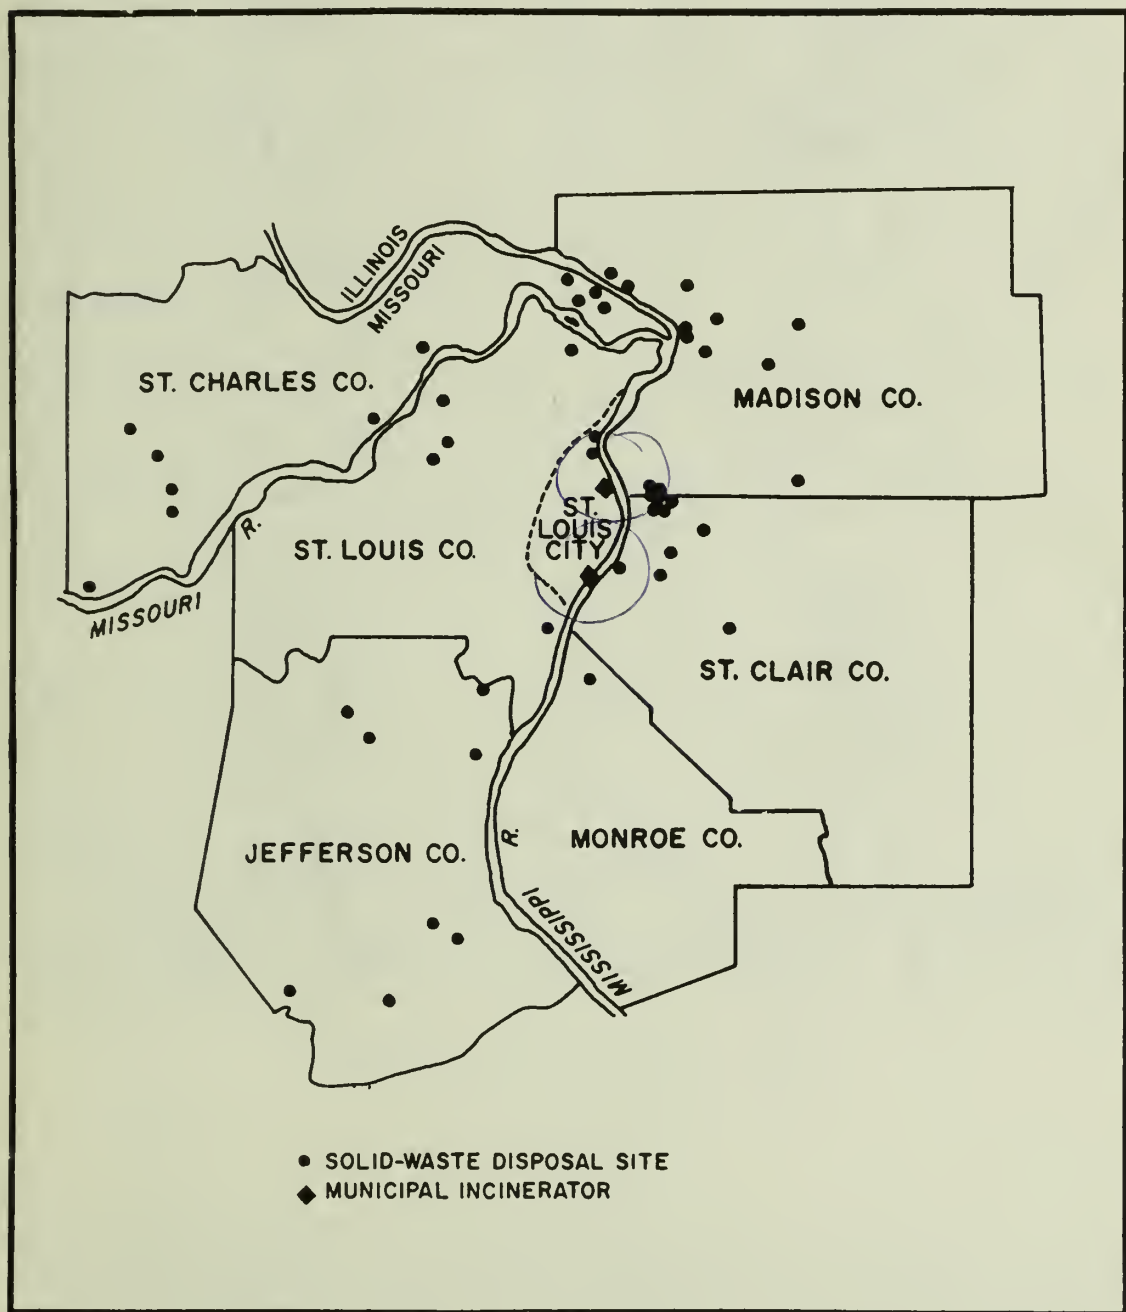 ILLINOIS
MISSOURI
ST. CHARLES CO.
MADISON CO.
ST.
LOUIS
CITY
ST. LOUIS CO.
R.
MISSOURI
ST. CLAIR CO.
JEFFERSON CO.
R.
MONROE CO.
MISSISSIPPI
SOLID-WASTE DISPOSAL SITE
MUNICIPAL INCINERATOR